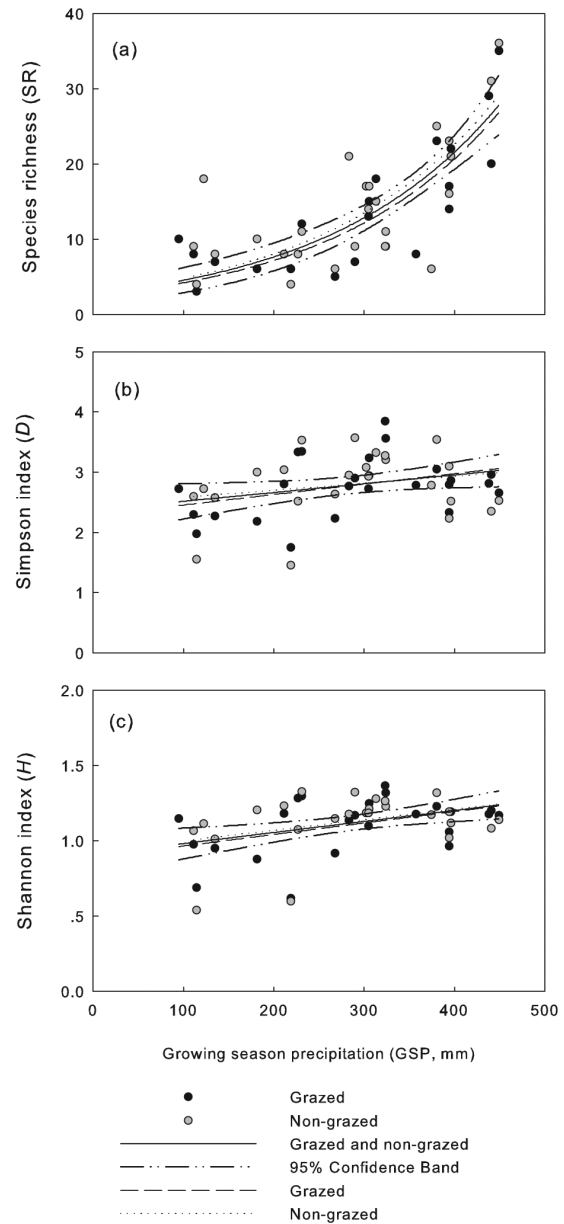 40
(a)
30
20
10
0
Species richness (SR)
5
(b)
4
3
2
1
0
Simpson index (D)
2.0
(c)
1.5
1.0
.5
0.0
Shannon index (H)
0 100 200 300 400 500
Growing season precipitation (GSP, mm)
Grazed
Non-grazed
Grazed and non-grazed
95% Confidence Band
Grazed
Non-grazed